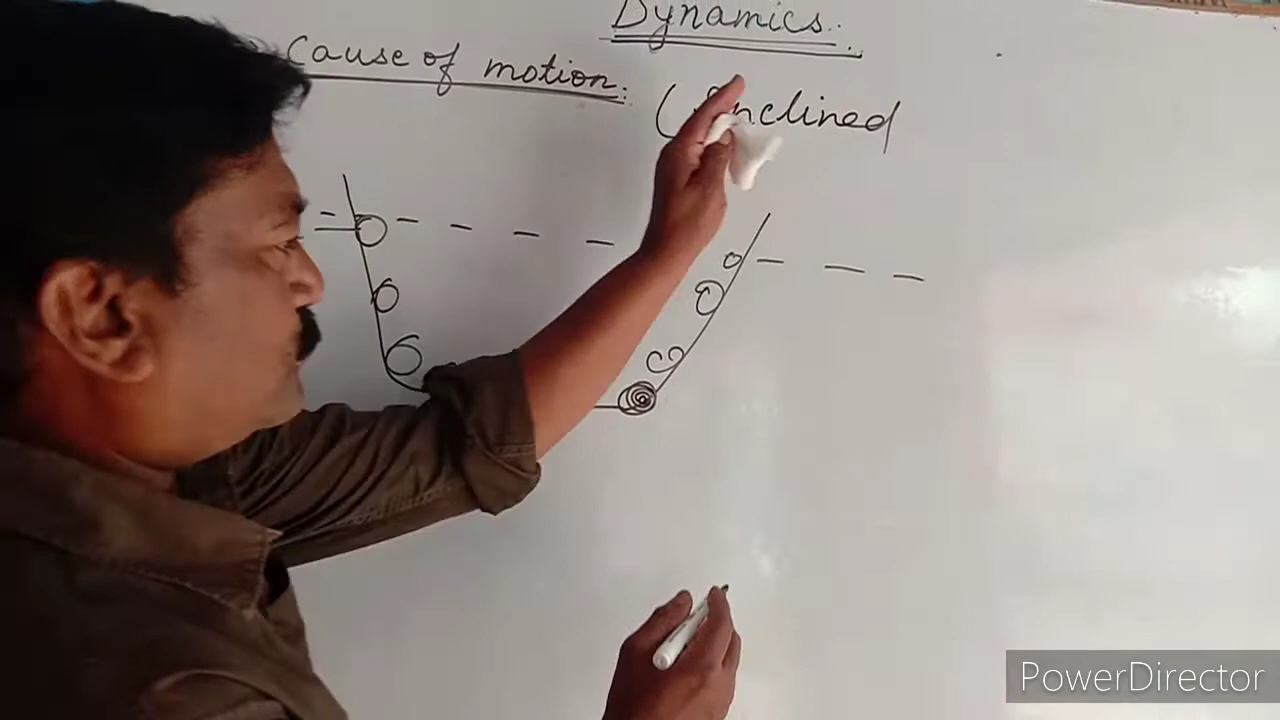 Dynamics.
Cause of motion.
(Inclined
PowerDirector